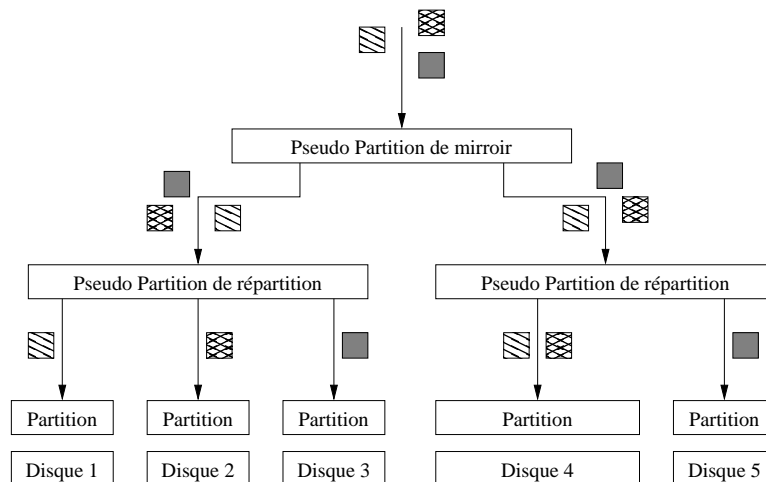 Pseudo Partition de mirroir
Pseudo Partition de répartition
Pseudo Partition de répartition
Partition
Partition
Partition
Partition
Partition
Disque 1
Disque 2
Disque 3
Disque 4
Disque 5